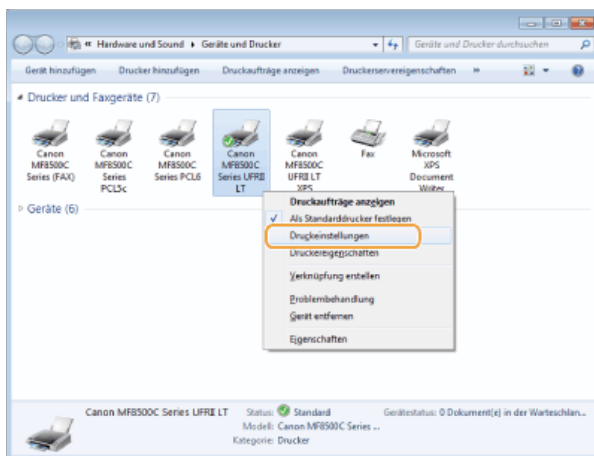 « Hardware und Sound ▸ Geräte und Drucker
Geräte und Drucker durchsuchen
Gerät hinzufügen Drucker hinzufügen Druckaufträge anzeigen Druckerservereigenschaften »
Drucker und Faxgeräte (7)
Canon MF8500C Series (FAX)
Canon MF8500C Series PCL5c
Canon MF8500C Series PCL6
Canon MF8500C Series UFRII LT
Canon MF8500C UFRII LT XPS
Fax
Microsoft XPS Document Writer
Geräte (6)
Druckaufträge anzeigen
Als Standarddrucker festlegen
Druckeinstellungen
Druckereigenschaften
Verknüpfung erstellen
Problembehandlung
Gerät entfernen
Eigenschaften
Canon MF8500C Series UFRII LT Status: Standard Gerätestatus: 0 Dokument(e) in der Warteschlan...
Modell: Canon MF8500C Series ...
Kategorie: Drucker